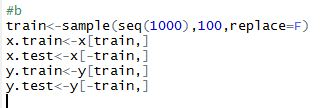 #b
train<-sample(seq(1000),100,replace=F)
x.train<-x[train,]
x.test<-x[-train,]
y.train<-y[train,]
y.test<-y[-train,]